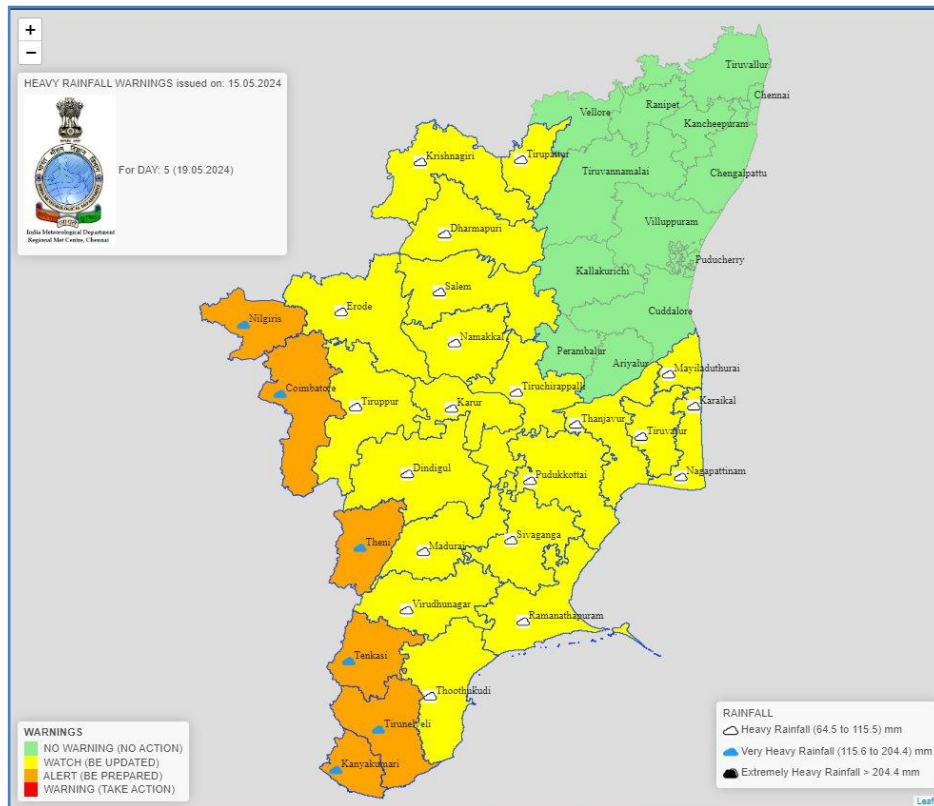 +
−
HEAVY RAINFALL WARNINGS issued on: 15.05.2024
For DAY: 5 (19.05.2024)
India Meteorological Department
Regional Met Centre, Chennai
Tiruvallur
Chennai
Ranipet
Vellore
Kancheepuram
Krishnagiri
Tirupattur
Tiruvannamalai
Chengalpattu
Villuppuram
Dharmapuri
Puducherry
Kallakurichi
Salem
Cuddalore
Erode
Nilgiris
Namakkal
Perambalur
Ariyalur
Mayiladuthurai
Coimbatore
Tiruchirappalli
Karaikal
Tiruppur
Karur
Thanjavur
Tiruvarur
Dindigul
Pudukkottai
Nagapattinam
Theni
Madurai
Sivaganga
Virudhunagar
Ramanathapuram
Tenkasi
Thoothukudi
Tirunelveli
Kanyakumari
WARNINGS
NO WARNING (NO ACTION)
WATCH (BE UPDATED)
ALERT (BE PREPARED)
WARNING (TAKE ACTION)
RAINFALL
Heavy Rainfall (64.5 to 115.5) mm
Very Heavy Rainfall (115.6 to 204.4) mm
Extremely Heavy Rainfall > 204.4 mm
Leaf